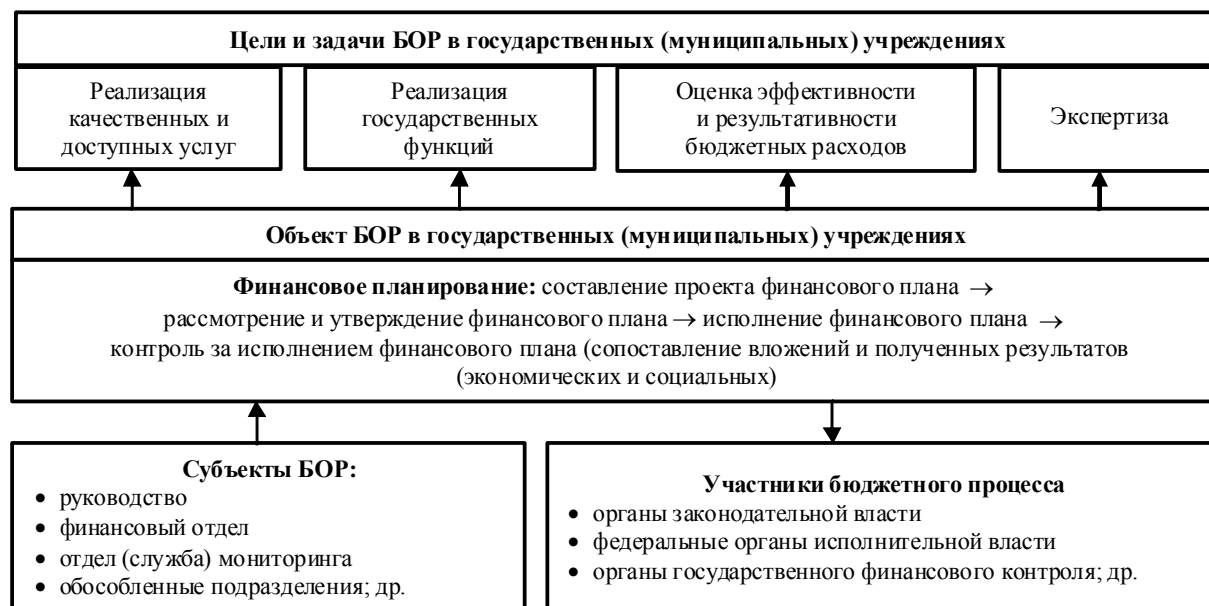 Цели и задачи БОР в государственных (муниципальных) учреждениях
Реализация
качественных и
доступных услуг
Реализация
государственных
функций
Оценка эффективности
и результативности
бюджетных расходов
Экспертиза
Объект БОР в государственных (муниципальных) учреждениях
Финансовое планирование: составление проекта финансового плана →
рассмотрение и утверждение финансового плана → исполнение финансового плана →
контроль за исполнением финансового плана (сопоставление вложений и полученных результатов
(экономических и социальных)
Субъекты БОР:
• руководство
• финансовый отдел
• отдел (служба) мониторинга
• обособленные подразделения; др.
Участники бюджетного процесса
• органы законодательной власти
• федеральные органы исполнительной власти
• органы государственного финансового контроля; др.